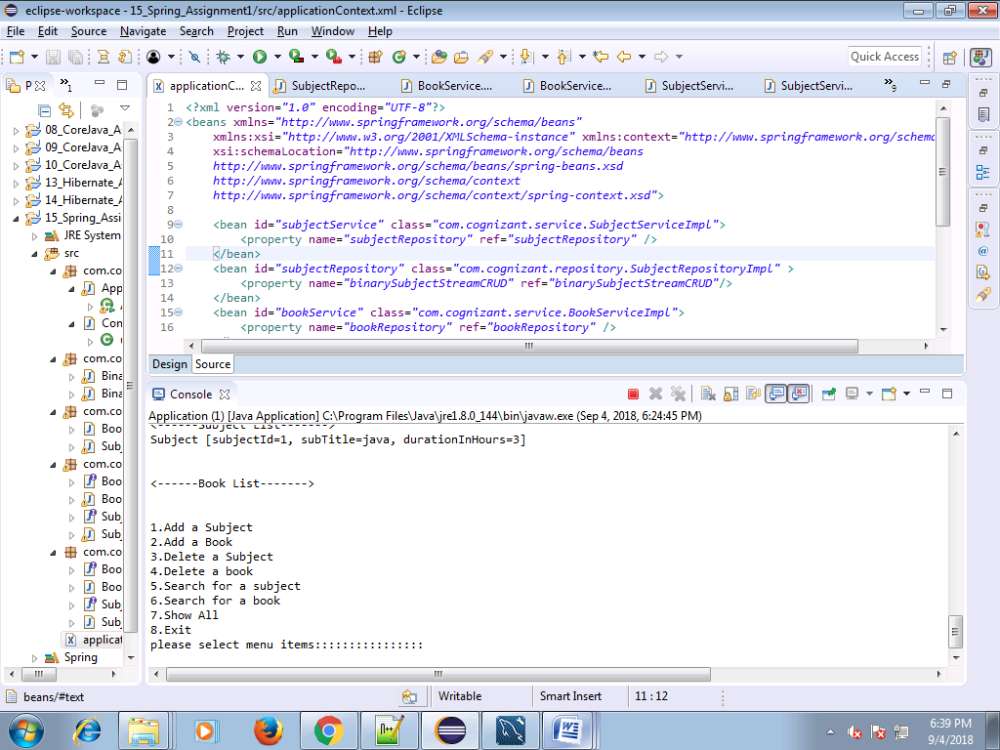 eclipse-workspace - 15_Spring_Assignment1/src/applicationContext.xml - Eclipse
File Edit Source Refactor Navigate Search Project Run Window Help
Quick Access
P
1
08_CoreJava_A
09_CoreJava_A
10_CoreJava_A
13_Hibernate_A
14_Hibernate_A
15_Spring_Assi
JRE System
src
com.co
App
Con
com.co
Bina
Bina
com.co
Boo
Sub
com.co
Boo
Boo
Sub
Sub
com.co
Boo
Boo
Sub
Sub
applicat
Spring
applicationC... SubjectRepo... BookService.... BookService... SubjectServi... SubjectServi... 9
1 <?xml version="1.0" encoding="UTF-8"?>
2 <beans xmlns="http://www.springframework.org/schema/beans"
3 xmlns:xsi="http://www.w3.org/2001/XMLSchema-instance" xmlns:context="http://www.springframework.org/schema
4 xsi:schemaLocation="http://www.springframework.org/schema/beans
5 http://www.springframework.org/schema/beans/spring-beans.xsd
6 http://www.springframework.org/schema/context
7 http://www.springframework.org/schema/context/spring-context.xsd">
8
9 <bean id="subjectService" class="com.cognizant.service.SubjectServiceImpl">
10 <property name="subjectRepository" ref="subjectRepository" />
11 </bean>
12 <bean id="subjectRepository" class="com.cognizant.repository.SubjectRepositoryImpl" >
13 <property name="binarySubjectStreamCRUD" ref="binarySubjectStreamCRUD"/>
14 </bean>
15 <bean id="bookService" class="com.cognizant.service.BookServiceImpl">
16 <property name="bookRepository" ref="bookRepository" />
Design Source
Console
Application (1) [Java Application] C:\Program Files\Java\jre1.8.0_144\bin\javaw.exe (Sep 4, 2018, 6:24:45 PM)
<------Subject List------->
Subject [subjectId=1, subTitle=java, durationInHours=3]
<------Book List------->
1.Add a Subject
2.Add a Book
3.Delete a Subject
4.Delete a book
5.Search for a subject
6.Search for a book
7.Show All
8.Exit
please select menu items::::::::::::::::
beans/#text Writable Smart Insert 11 : 12
6:39 PM
9/4/2018